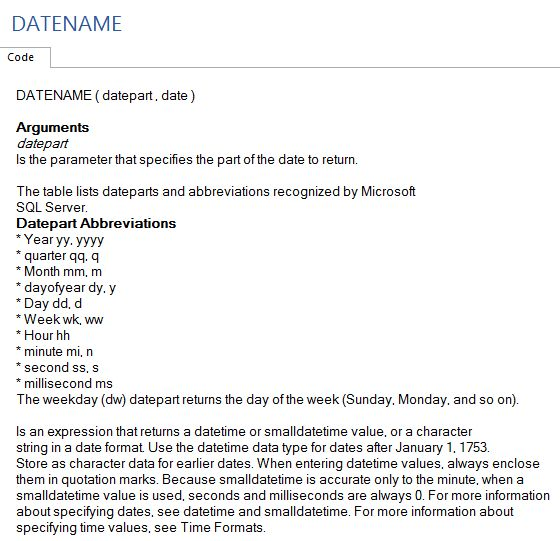 DATENAME
Code
DATENAME ( datepart , date )
Arguments
datepart
Is the parameter that specifies the part of the date to return.
The table lists dateparts and abbreviations recognized by Microsoft
SQL Server.
Datepart Abbreviations
* Year yy, yyyy
* quarter qq, q
* Month mm, m
* dayofyear dy, y
* Day dd, d
* Week wk, ww
* Hour hh
* minute mi, n
* second ss, s
* millisecond ms
The weekday (dw) datepart returns the day of the week (Sunday, Monday, and so on).
Is an expression that returns a datetime or smalldatetime value, or a character
string in a date format. Use the datetime data type for dates after January 1, 1753.
Store as character data for earlier dates. When entering datetime values, always enclose
them in quotation marks. Because smalldatetime is accurate only to the minute, when a
smalldatetime value is used, seconds and milliseconds are always 0. For more information
about specifying dates, see datetime and smalldatetime. For more information about
specifying time values, see Time Formats.